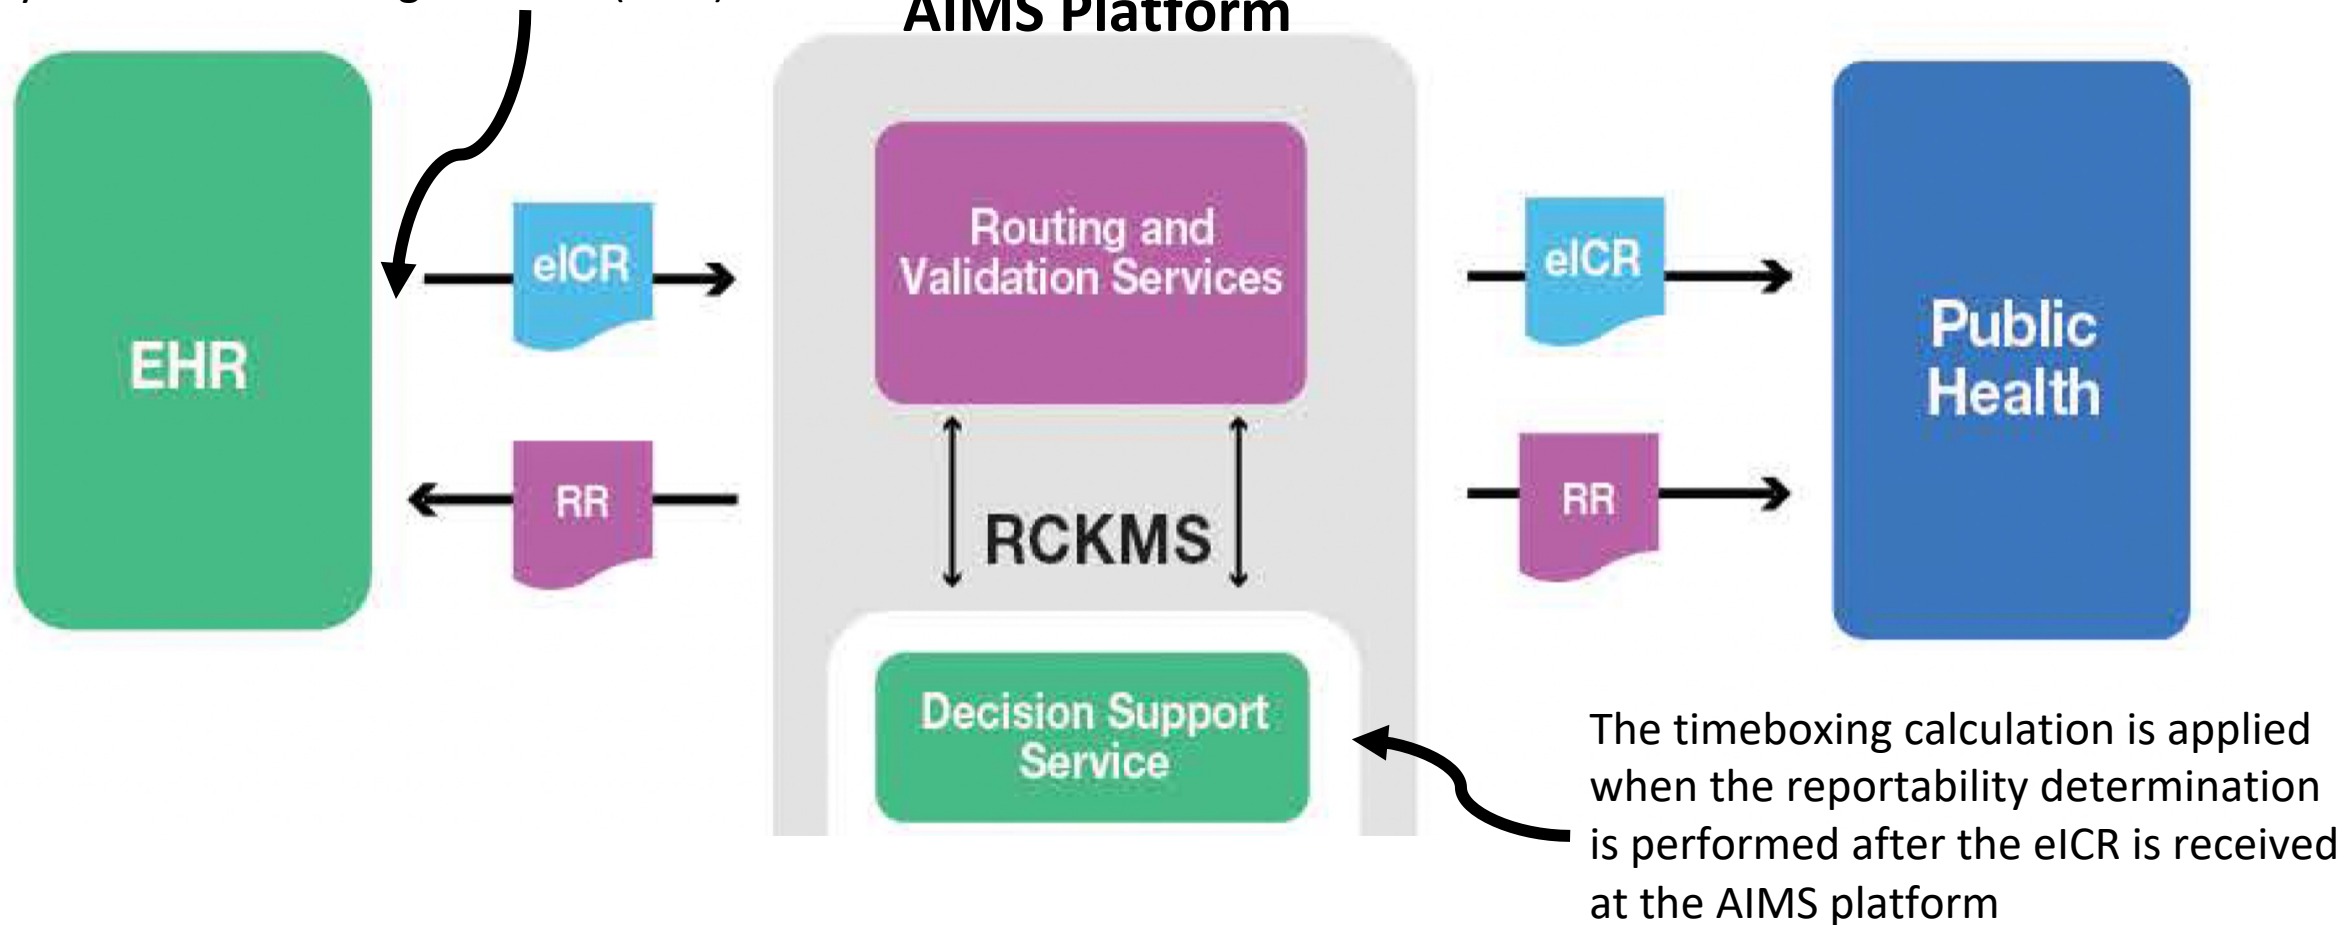 AIMS Platform
EHR
eICR
RR
Routing and
Validation Services
RCKMS
Decision Support
Service
eICR
RR
Public
Health
The timeboxing calculation is applied
when the reportability determination
is performed after the eICR is received
at the AIMS platform